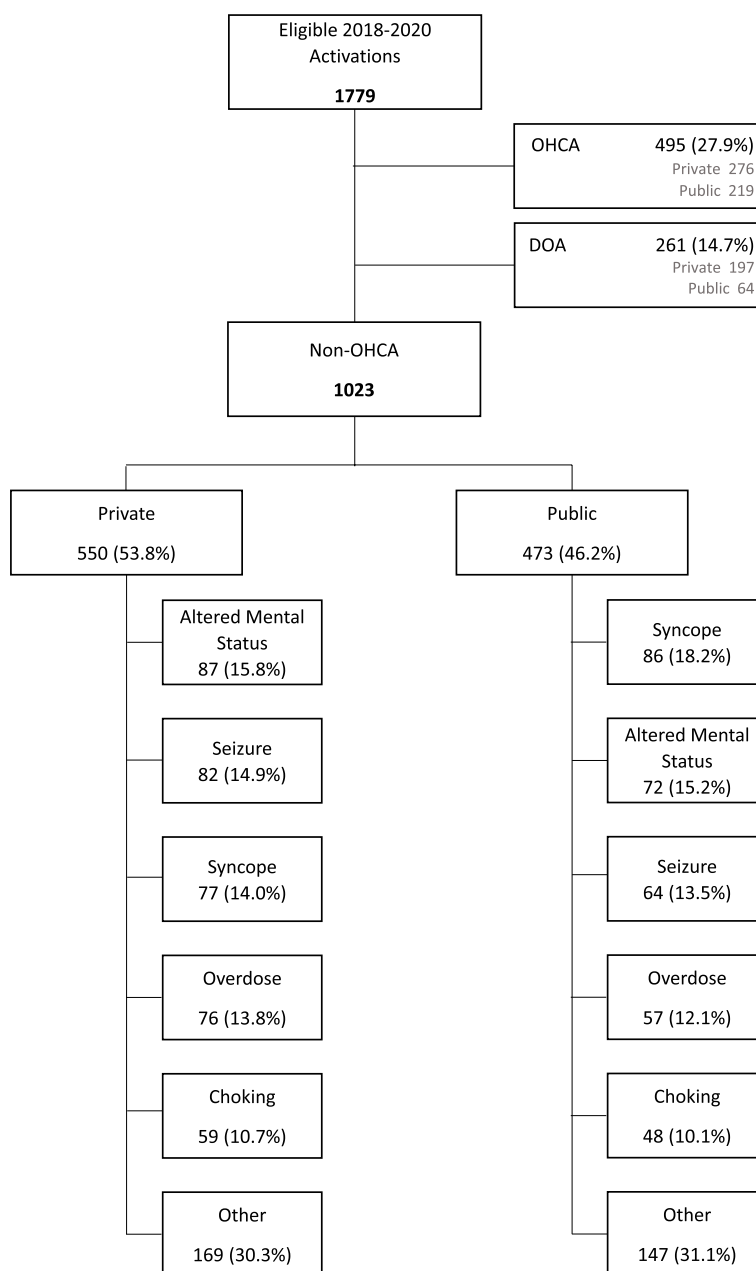 Eligible 2018-2020
Activations
1779
OHCA 495 (27.9%)
Private 276
Public 219
DOA 261 (14.7%)
Private 197
Public 64
Non-OHCA
1023
Private
550 (53.8%)
Altered Mental
Status
87 (15.8%)
Seizure
82 (14.9%)
Syncope
77 (14.0%)
Overdose
76 (13.8%)
Choking
59 (10.7%)
Other
169 (30.3%)
Public
473 (46.2%)
Syncope
86 (18.2%)
Altered Mental
Status
72 (15.2%)
Seizure
64 (13.5%)
Overdose
57 (12.1%)
Choking
48 (10.1%)
Other
147 (31.1%)